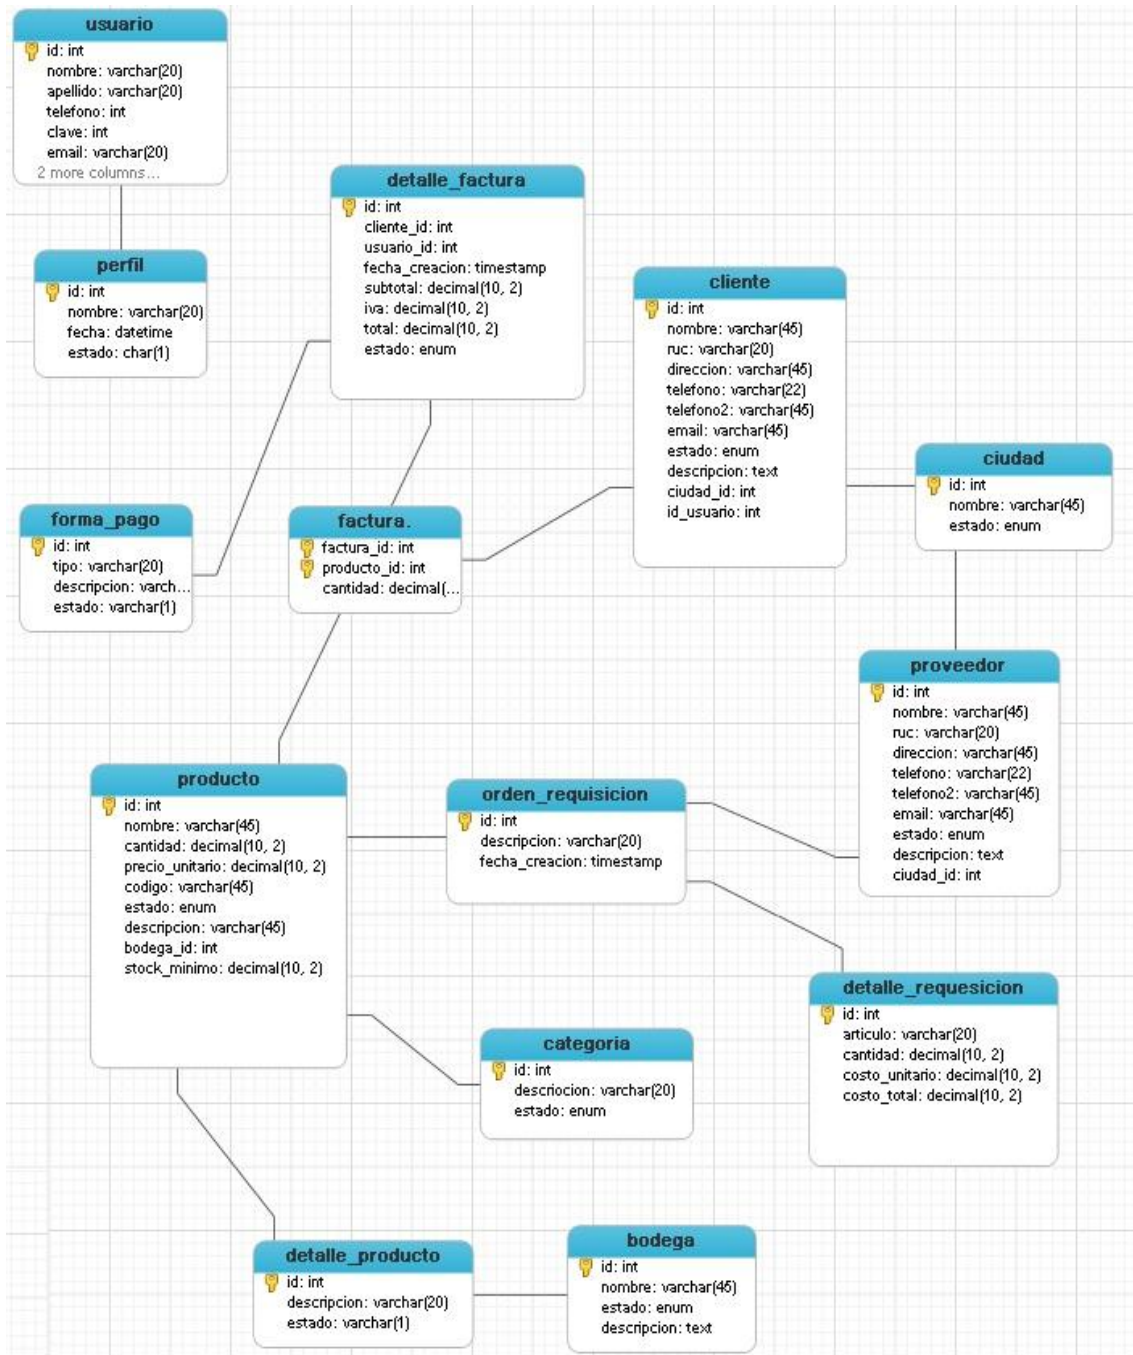 usuario
id: int
nombre: varchar(20)
apellido: varchar(20)
telefono: int
clave: int
email: varchar(20)
2 more columns...
perfil
id: int
nombre: varchar(20)
fecha: datetime
estado: char(1)
detalle_factura
id: int
cliente_id: int
usuario_id: int
fecha_creacion: timestamp
subtotal: decimal(10, 2)
iva: decimal(10, 2)
total: decimal(10, 2)
estado: enum
cliente
id: int
nombre: varchar(45)
ruc: varchar(20)
direccion: varchar(45)
telefono: varchar(22)
telefono2: varchar(45)
email: varchar(45)
estado: enum
descripcion: text
ciudad_id: int
id_usuario: int
ciudad
id: int
nombre: varchar(45)
estado: enum
forma_pago
id: int
tipo: varchar(20)
descripcion: varch...
estado: varchar(1)
factura.
factura_id: int
producto_id: int
cantidad: decimal(...
proveedor
id: int
nombre: varchar(45)
ruc: varchar(20)
direccion: varchar(45)
telefono: varchar(22)
telefono2: varchar(45)
email: varchar(45)
estado: enum
descripcion: text
ciudad_id: int
producto
id: int
nombre: varchar(45)
cantidad: decimal(10, 2)
precio_unitario: decimal(10, 2)
codigo: varchar(45)
estado: enum
descripcion: varchar(45)
bodega_id: int
stock_minimo: decimal(10, 2)
orden_requisicion
id: int
descripcion: varchar(20)
fecha_creacion: timestamp
detalle_requesicion
id: int
articulo: varchar(20)
cantidad: decimal(10, 2)
costo_unitario: decimal(10, 2)
costo_total: decimal(10, 2)
categoria
id: int
descriocion: varchar(20)
estado: enum
detalle_producto
id: int
descripcion: varchar(20)
estado: varchar(1)
bodega
id: int
nombre: varchar(45)
estado: enum
descripcion: text